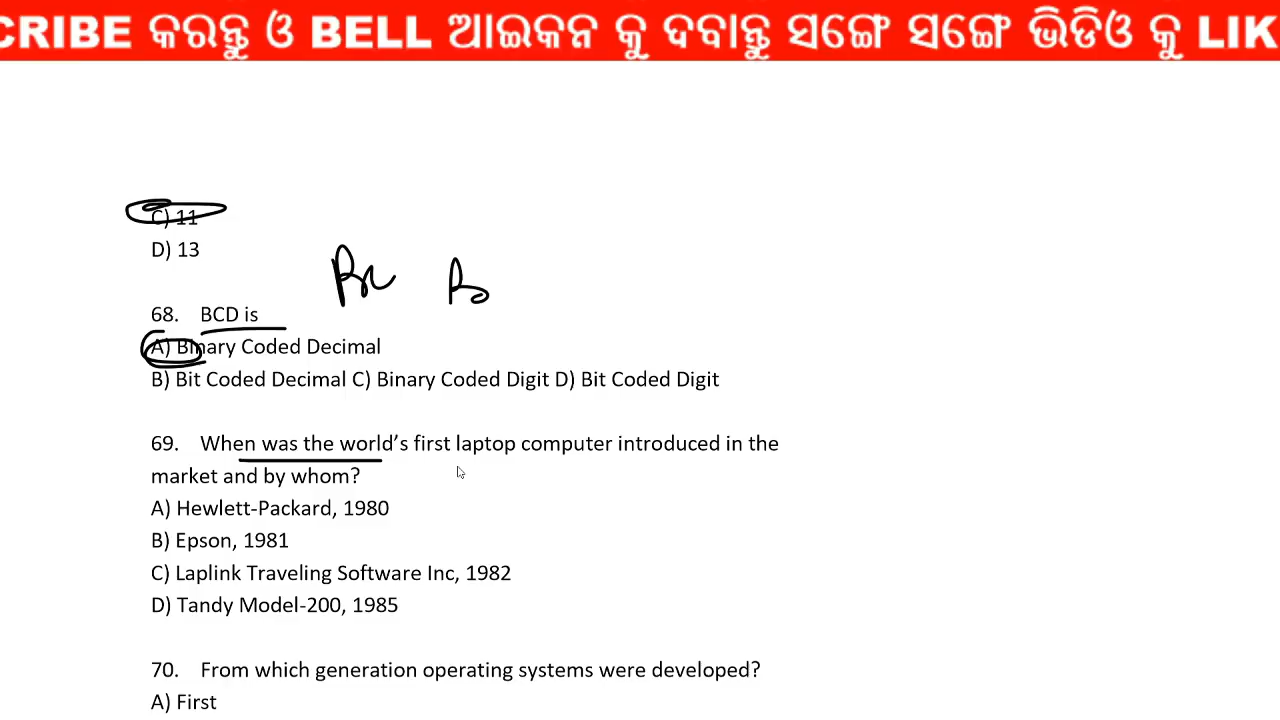 CRIBE କରନ୍ତୁ ଓ BELL ଆଇକନ କୁ ଦବାନ୍ତୁ ସଙ୍ଗେ ସଙ୍ଗେ ଭିଡିଓ କୁ LIK
C) 11
D) 13
68. BCD is
A) Binary Coded Decimal
B) Bit Coded Decimal C) Binary Coded Digit D) Bit Coded Digit
69. When was the world’s first laptop computer introduced in the
market and by whom?
A) Hewlett-Packard, 1980
B) Epson, 1981
C) Laplink Traveling Software Inc, 1982
D) Tandy Model-200, 1985
70. From which generation operating systems were developed?
A) First